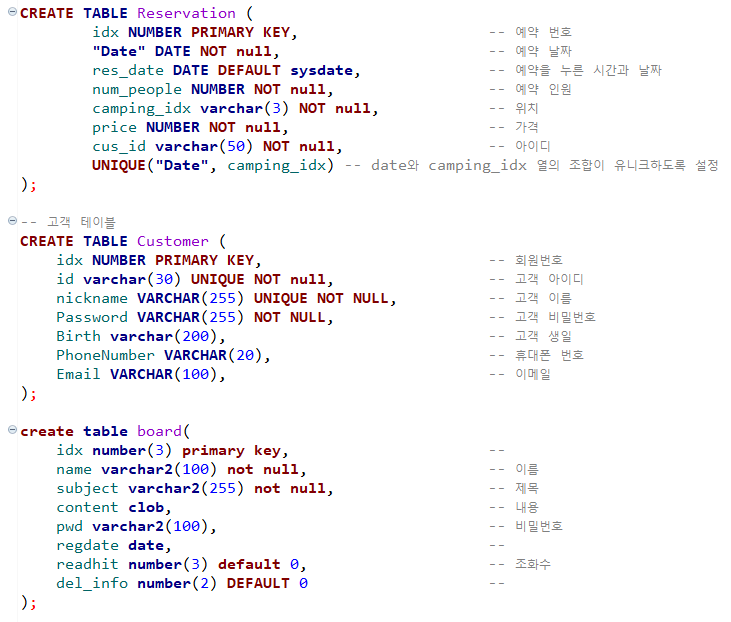 CREATE TABLE Reservation (
idx NUMBER PRIMARY KEY, -- 예약 번호
"Date" DATE NOT null, -- 예약 날짜
res_date DATE DEFAULT sysdate, -- 예약을 누른 시간과 날짜
num_people NUMBER NOT null, -- 예약 인원
camping_idx varchar(3) NOT null, -- 위치
price NUMBER NOT null, -- 가격
cus_id varchar(50) NOT null, -- 아이디
UNIQUE("Date", camping_idx) -- date와 camping_idx 열의 조합이 유니크하도록 설정
);
-- 고객 테이블
CREATE TABLE Customer (
idx NUMBER PRIMARY KEY, -- 회원번호
id varchar(30) UNIQUE NOT null, -- 고객 아이디
nickname VARCHAR(255) UNIQUE NOT NULL, -- 고객 이름
Password VARCHAR(255) NOT NULL, -- 고객 비밀번호
Birth varchar(200), -- 고객 생일
PhoneNumber VARCHAR(20), -- 휴대폰 번호
Email VARCHAR(100), -- 이메일
);
create table board(
idx number(3) primary key, --
name varchar2(100) not null, -- 이름
subject varchar2(255) not null, -- 제목
content clob, -- 내용
pwd varchar2(100), -- 비밀번호
regdate date, --
readhit number(3) default 0, -- 조화수
del_info number(2) DEFAULT 0 --
);